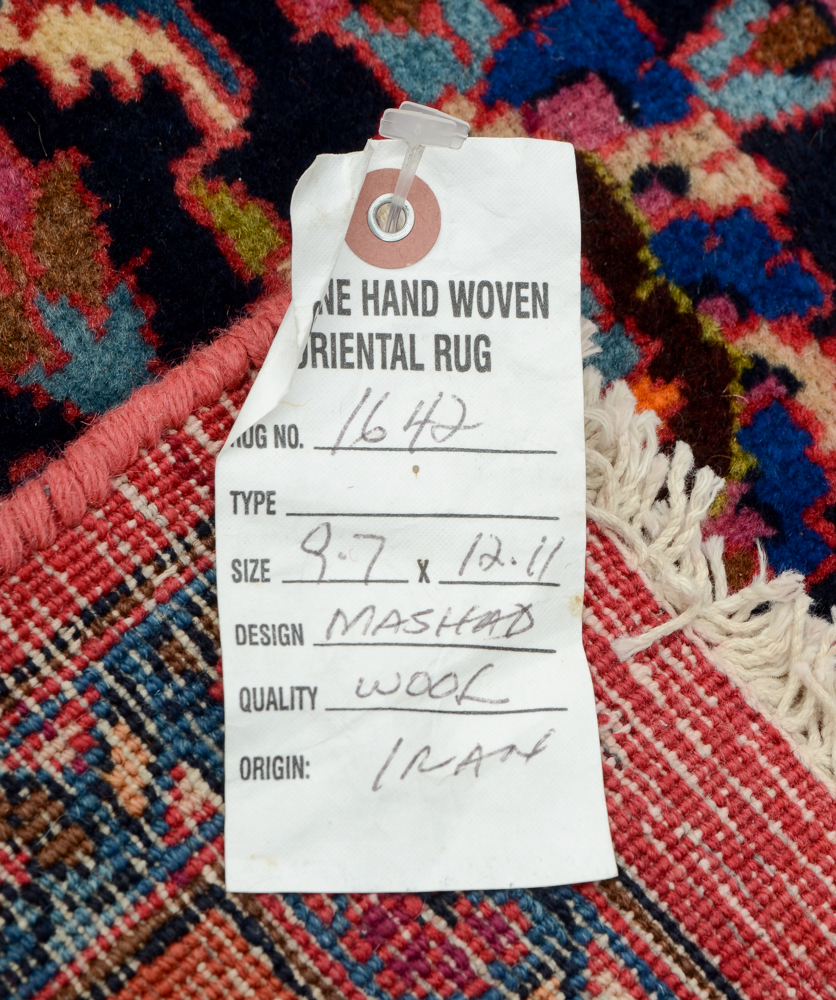 NE HAND WOVEN
ORIENTAL RUG
RUG NO. 1642
TYPE
SIZE 9.7 X 12.11
DESIGN MASHAD
QUALITY WOOL
ORIGIN: IRAN